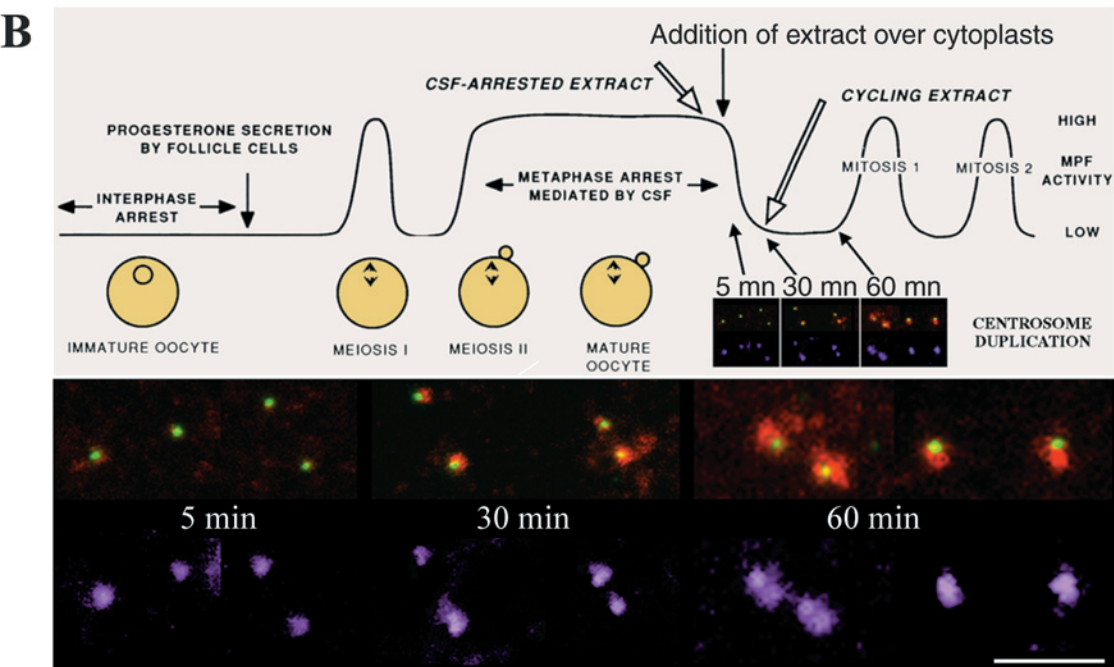 B
Addition of extract over cytoplasts
CSF-ARRESTED EXTRACT
CYCLING EXTRACT
PROGESTERONE SECRETION
BY FOLLICLE CELLS
HIGH
MITOSIS 1
MITOSIS 2
MPF
ACTIVITY
INTERPHASE
ARREST
METAPHASE ARREST
MEDIATED BY CSF
LOW
5 mn 30 mn 60 mn
CENTROSOME
DUPLICATION
IMMATURE OOCYTE
MEIOSIS I
MEIOSIS II
MATURE
OOCYTE
5 min
30 min
60 min